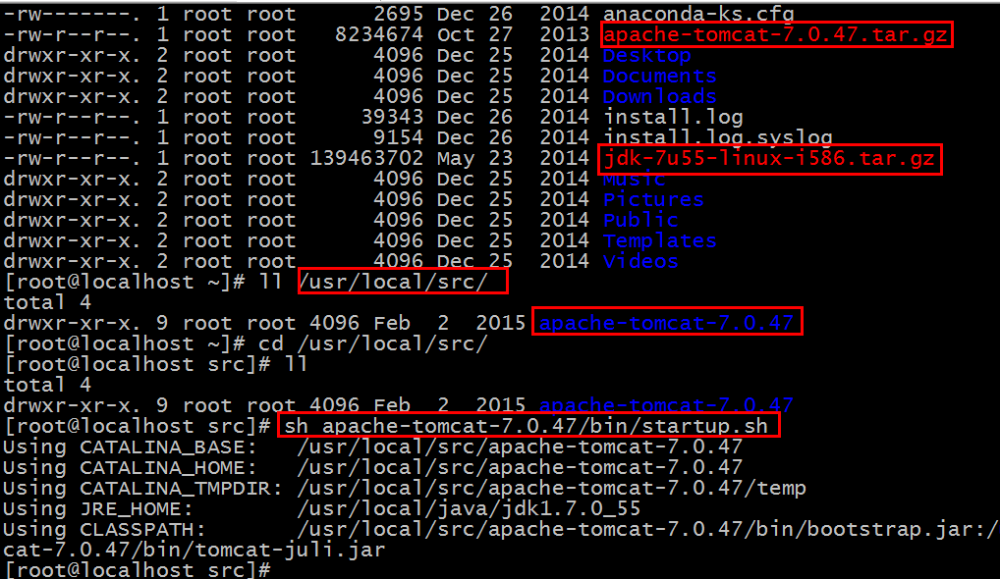 -rw-------. 1 root root 2695 Dec 26 2014 anaconda-ks.cfg
-rw-r--r--. 1 root root 8234674 Oct 27 2013 apache-tomcat-7.0.47.tar.gz
drwxr-xr-x. 2 root root 4096 Dec 25 2014 Desktop
drwxr-xr-x. 2 root root 4096 Dec 25 2014 Documents
drwxr-xr-x. 2 root root 4096 Dec 25 2014 Downloads
-rw-r--r--. 1 root root 39343 Dec 26 2014 install.log
-rw-r--r--. 1 root root 9154 Dec 26 2014 install.log.syslog
-rw-r--r--. 1 root root 139463702 May 23 2014 jdk-7u55-linux-i586.tar.gz
drwxr-xr-x. 2 root root 4096 Dec 25 2014 Music
drwxr-xr-x. 2 root root 4096 Dec 25 2014 Pictures
drwxr-xr-x. 2 root root 4096 Dec 25 2014 Public
drwxr-xr-x. 2 root root 4096 Dec 25 2014 Templates
drwxr-xr-x. 2 root root 4096 Dec 25 2014 Videos
[root@localhost ~]# ll /usr/local/src/
total 4
drwxr-xr-x. 9 root root 4096 Feb 2 2015 apache-tomcat-7.0.47
[root@localhost ~]# cd /usr/local/src/
[root@localhost src]# ll
total 4
drwxr-xr-x. 9 root root 4096 Feb 2 2015 apache-tomcat-7.0.47
[root@localhost src]# sh apache-tomcat-7.0.47/bin/startup.sh
Using CATALINA_BASE: /usr/local/src/apache-tomcat-7.0.47
Using CATALINA_HOME: /usr/local/src/apache-tomcat-7.0.47
Using CATALINA_TMPDIR: /usr/local/src/apache-tomcat-7.0.47/temp
Using JRE_HOME: /usr/local/java/jdk1.7.0_55
Using CLASSPATH: /usr/local/src/apache-tomcat-7.0.47/bin/bootstrap.jar:/
cat-7.0.47/bin/tomcat-juli.jar
[root@localhost src]#